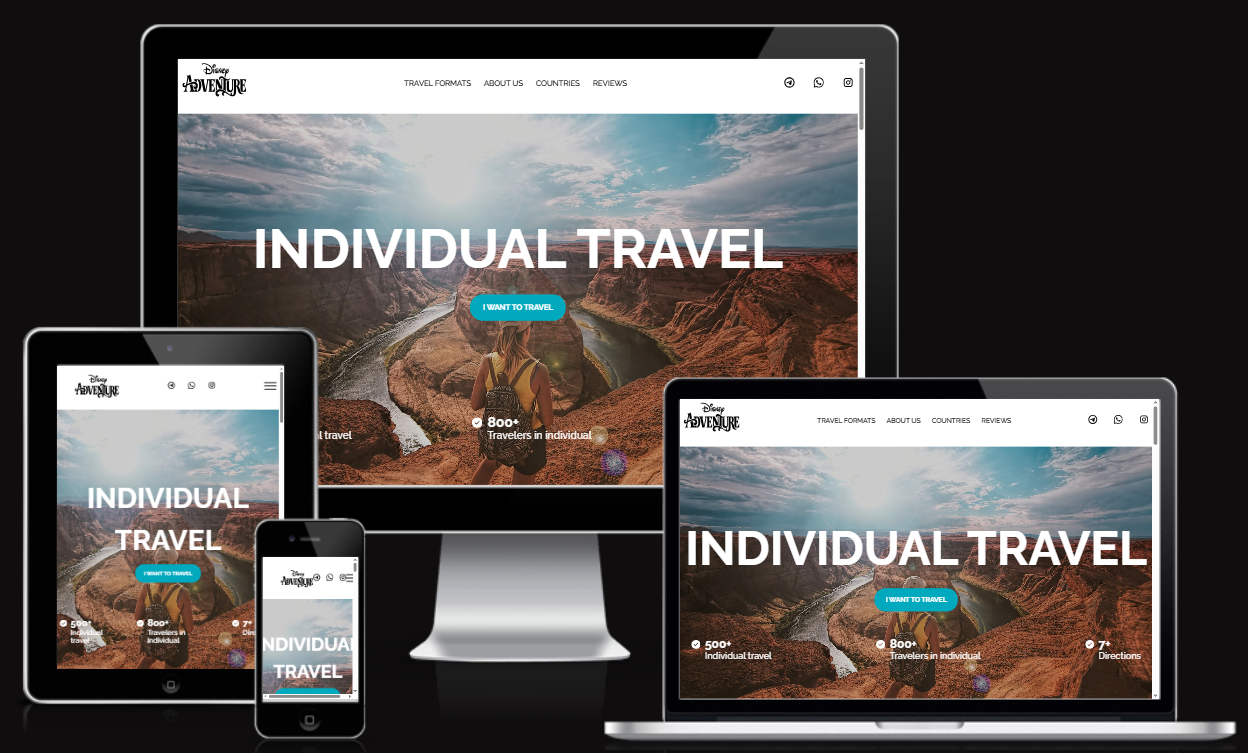 Disney
ADVENTURE
TRAVEL FORMATS ABOUT US COUNTRIES REVIEWS
INDIVIDUAL TRAVEL
I WANT TO TRAVEL
l travel
800+
Travelers in individual
Disney
ADVENTURE
INDIVIDUAL
TRAVEL
I WANT TO TRAVEL
500+
Individual
travel
800+
Travelers in
individual
7+
Dire
Disney
ADVENTURE
NDIVIDUA
TRAVEL
Disney
ADVENTURE
TRAVEL FORMATS ABOUT US COUNTRIES REVIEWS
INDIVIDUAL TRAVEL
I WANT TO TRAVEL
500+
Individual travel
800+
Travelers in individual
7+
Directions